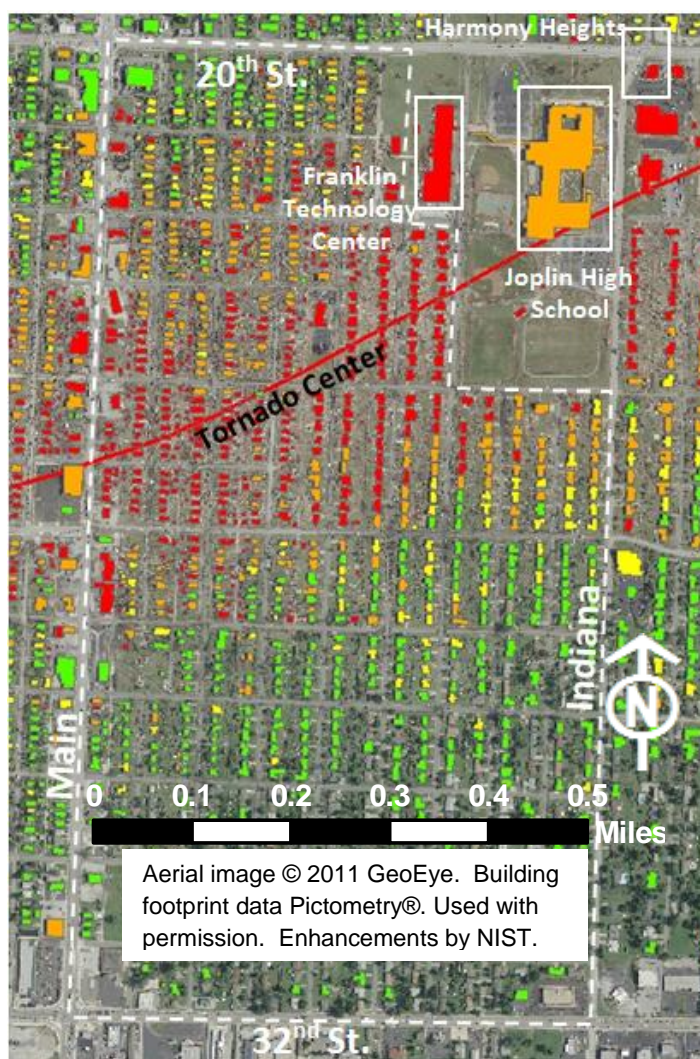 Harmony Heights
20th St.
Franklin
Technology
Center
Joplin High
School
Tornado Center
Indiana
N
Main
0 0.1 0.2 0.3 0.4 0.5
Miles
Aerial image © 2011 GeoEye. Building
footprint data Pictometry®. Used with
permission. Enhancements by NIST.
32nd St.